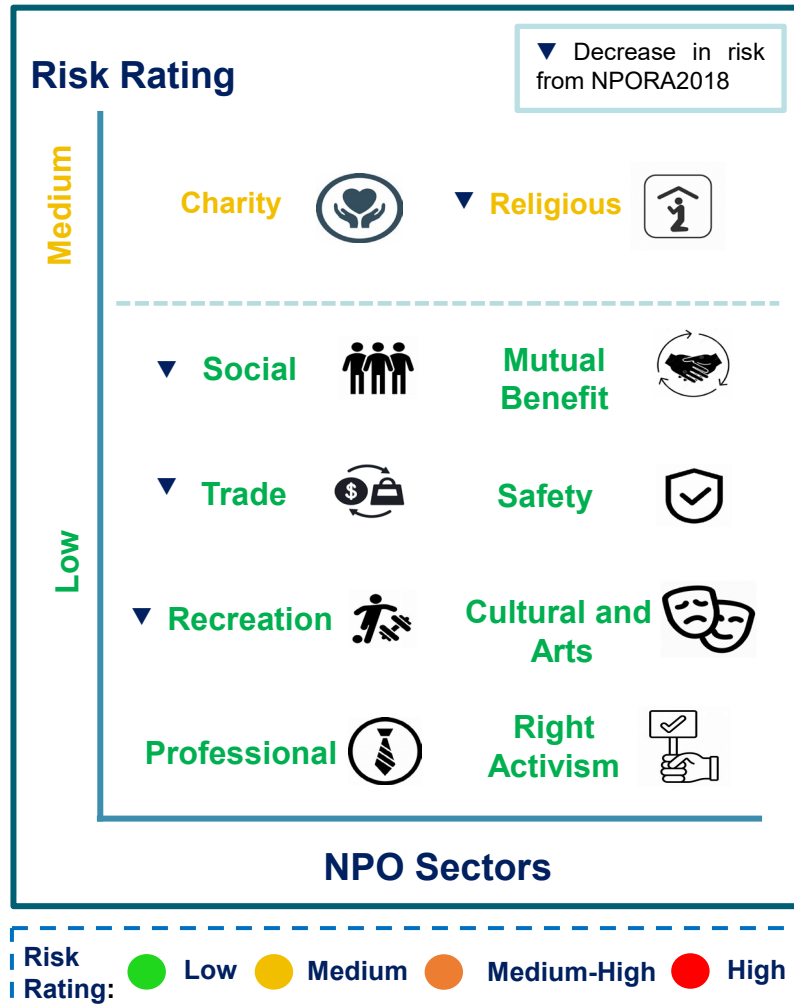 Risk Rating
▼ Decrease in risk
from NPORA2018
Medium
Charity
▼ Religious
Low
▼ Social
Mutual
Benefit
▼ Trade
$
Safety
▼ Recreation
Cultural and
Arts
Professional
Right
Activism
NPO Sectors
Risk
Rating:
Low
Medium
Medium-High
High